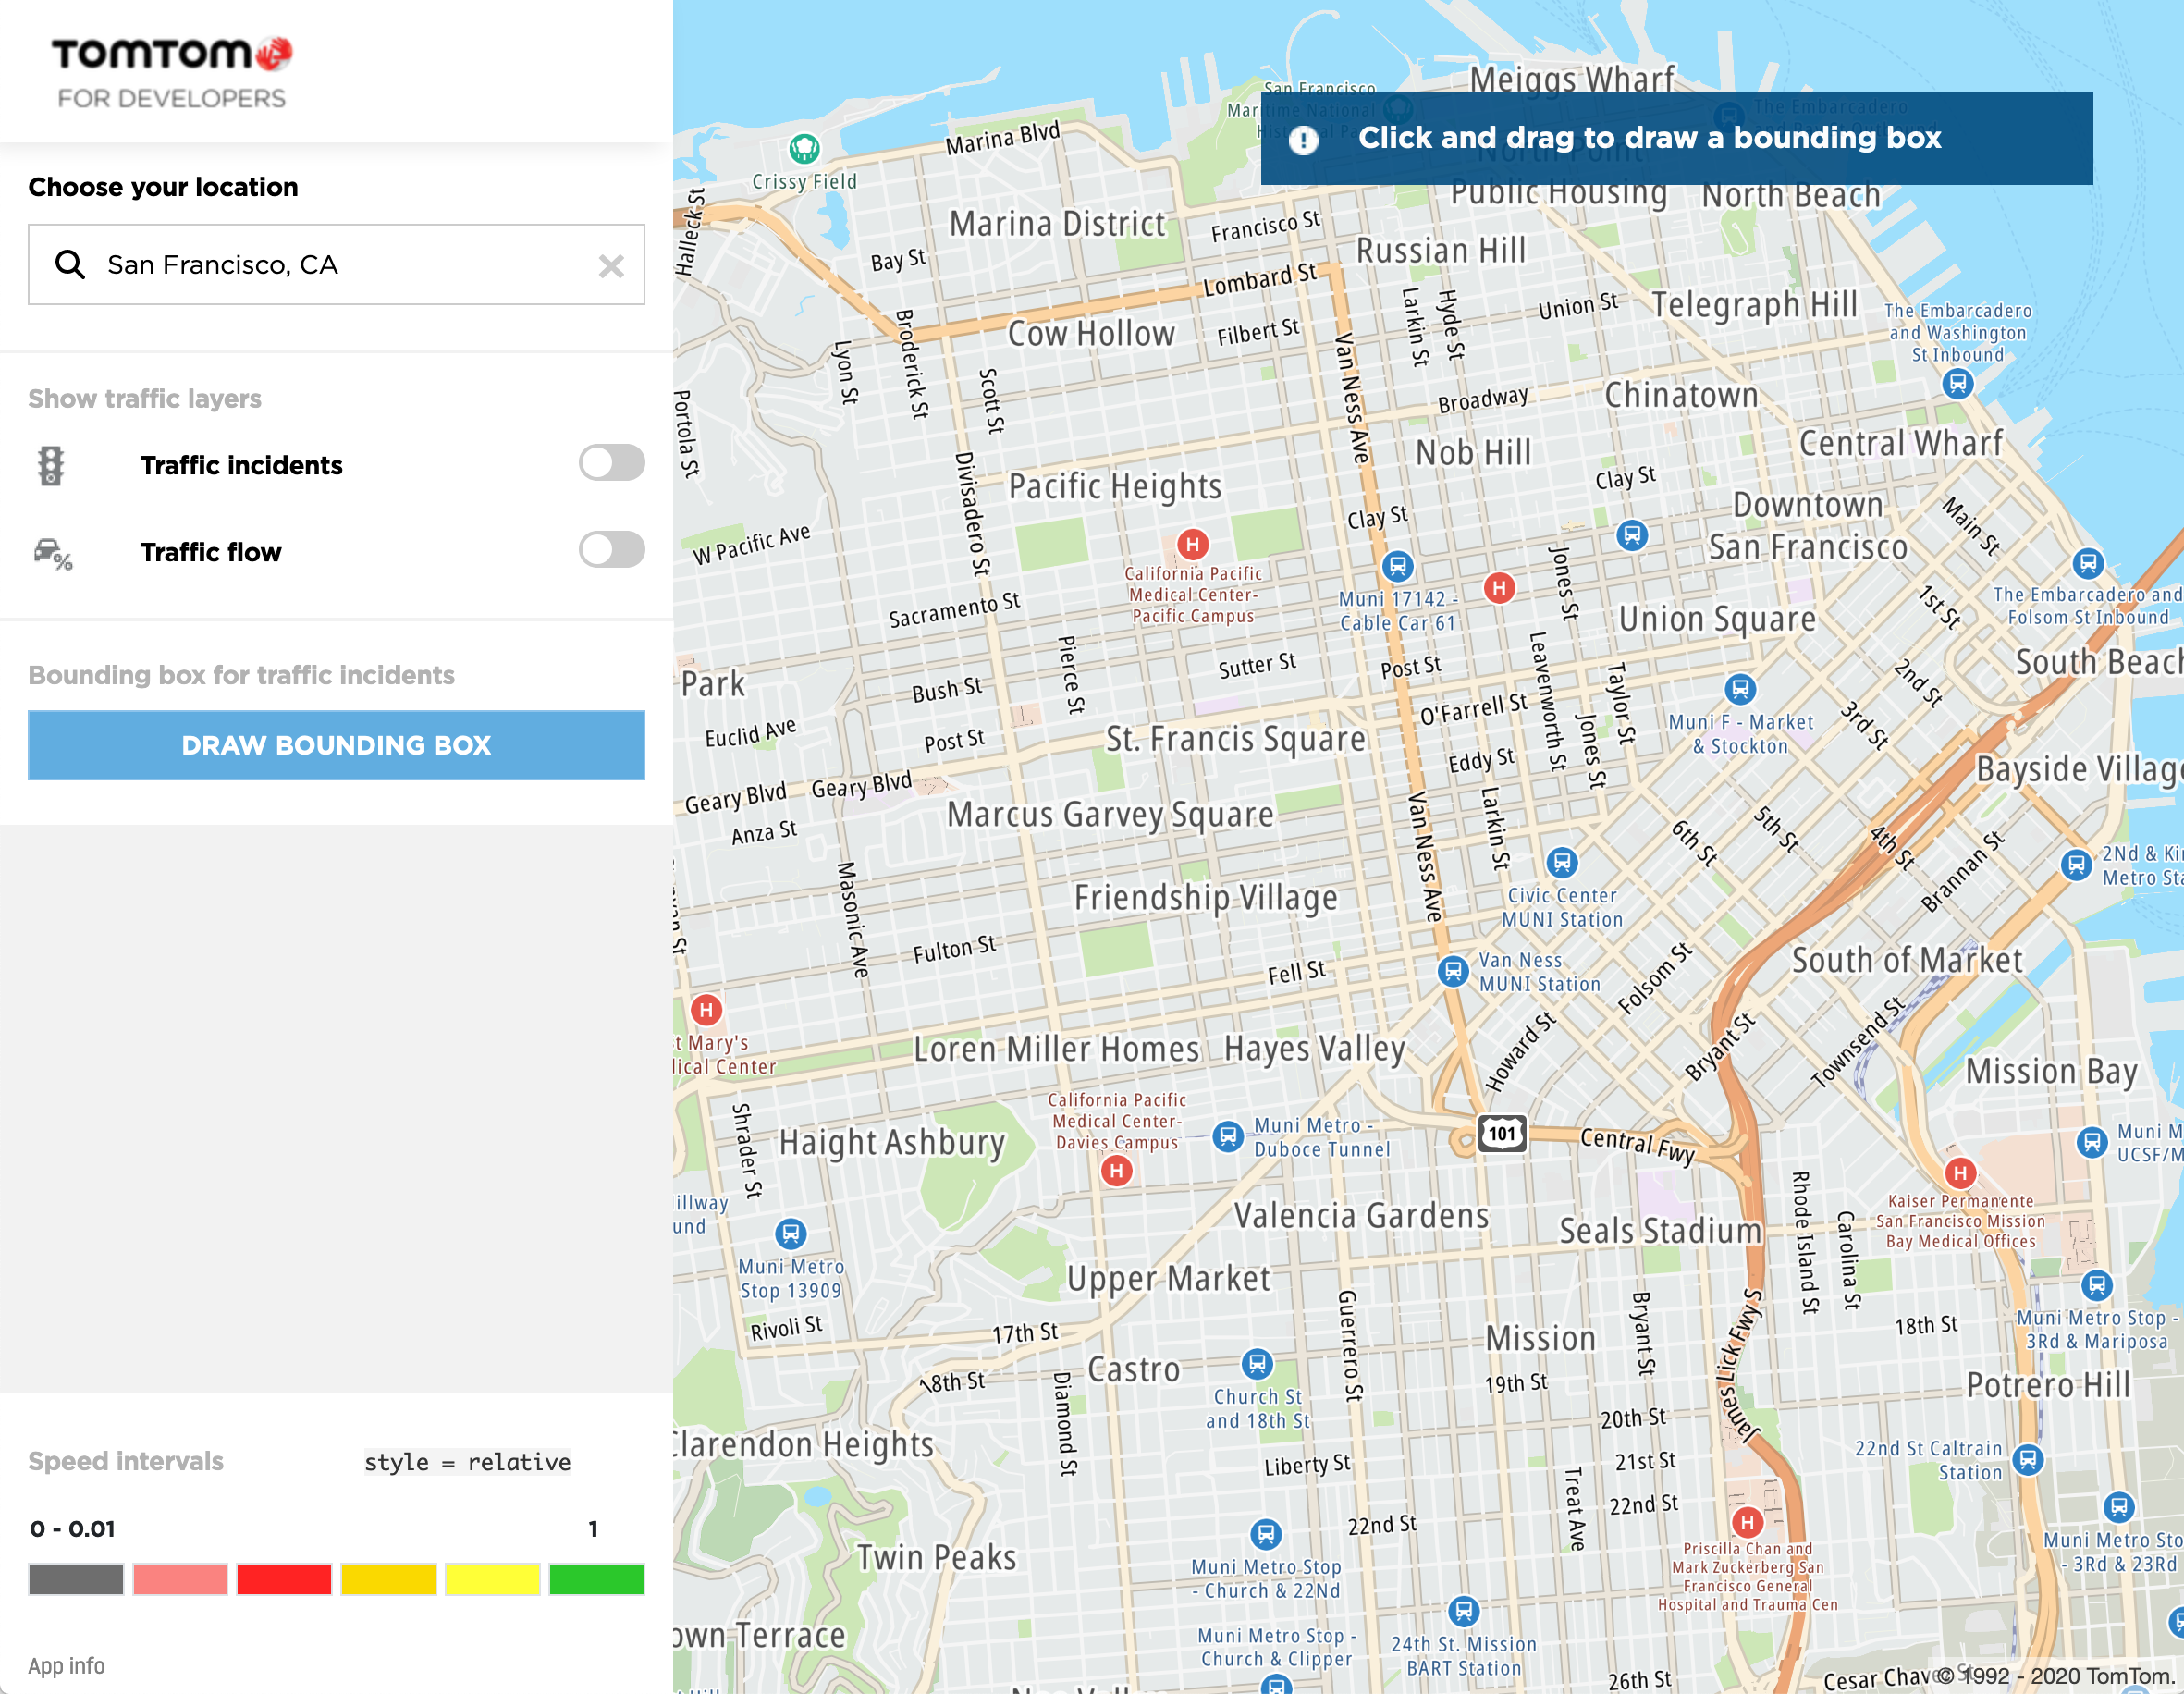 TOMTOM
FOR DEVELOPERS
Choose your location
San Francisco, CA
Show traffic layers
Traffic incidents
Traffic flow
Bounding box for traffic incidents
DRAW BOUNDING BOX
Speed intervals
style = relative
0 - 0.01
1
App info
Click and drag to draw a bounding box
San Francisco
Meiggs Wharf
The Embarcadero
North Point
Public Housing
North Beach
Marina Blvd
Crissy Field
Halleck St
Marina District
Francisco St
Russian Hill
Bay St
Lombard St
Larkin St
Hyde St
Union St
Telegraph Hill
The Embarcadero
and Washington
St Inbound
Cow Hollow
Filbert St
Broderick St
Lyon St
Scott St
Van Ness Ave
Broadway
Chinatown
Portola St
Nob Hill
Central Wharf
Divisadero St
Pacific Heights
Clay St
Clay St
Downtown
San Francisco
Main St
W Pacific Ave
H
California Pacific
Medical Center-
Pacific Campus
Muni 17142 -
Cable Car 61
H
Jones St
Union Square
1st St
The Embarcadero and
Folsom St Inbound
Sacramento St
Pierce St
Sutter St
Post St
Leavenworth St
Taylor St
South Beach
2nd St
Park
Bush St
O'Farrell St
Jones St
Muni F - Market
& Stockton
3rd St
Euclid Ave
Post St
St. Francis Square
Eddy St
Bayside Village
Geary Blvd
Geary Blvd
Anza St
Marcus Garvey Square
Van Ness Ave
Larkin St
6th St
5th St
4th St
Brannan St
2Nd & Ki
Metro Sta
Masonic Ave
Friendship Village
Civic Center
MUNI Station
Fulton St
Fell St
Van Ness
MUNI Station
Folsom St
South of Market
H
t Mary's
lical Center
Loren Miller Homes
Hayes Valley
Howard St
Bryant St
Townsend St
Mission Bay
Shrader St
Haight Ashbury
California Pacific
Medical Center-
Davies Campus
H
Muni Metro -
Duboce Tunnel
101
Central Fwy
Muni M
UCSF/M
H
Kaiser Permanente
San Francisco Mission
Bay Medical Offices
illway
und
Muni Metro
Stop 13909
Valencia Gardens
Seals Stadium
Rhode Island St
Carolina St
Upper Market
Guerrero St
Bryant St
James Lick Fwy S
Muni Metro Stop -
3Rd & Mariposa
Rivoli St
17th St
Mission
18th St
Castro
18th St
Diamond St
Church St
and 18th St
19th St
Potrero Hill
20th St
Clarendon Heights
Liberty St
Treat Ave
21st St
22nd St Caltrain
Station
22nd St
22nd St
Twin Peaks
Muni Metro Stop
- Church & 22Nd
H
Priscilla Chan and
Mark Zuckerberg San
Francisco General
Hospital and Trauma Cen
Muni Metro Sto
- 3Rd & 23Rd
own Terrace
Muni Metro Stop -
Church & Clipper
24th St. Mission
BART Station
26th St
Cesar Chavez St
© 1992 - 2020 TomTom.